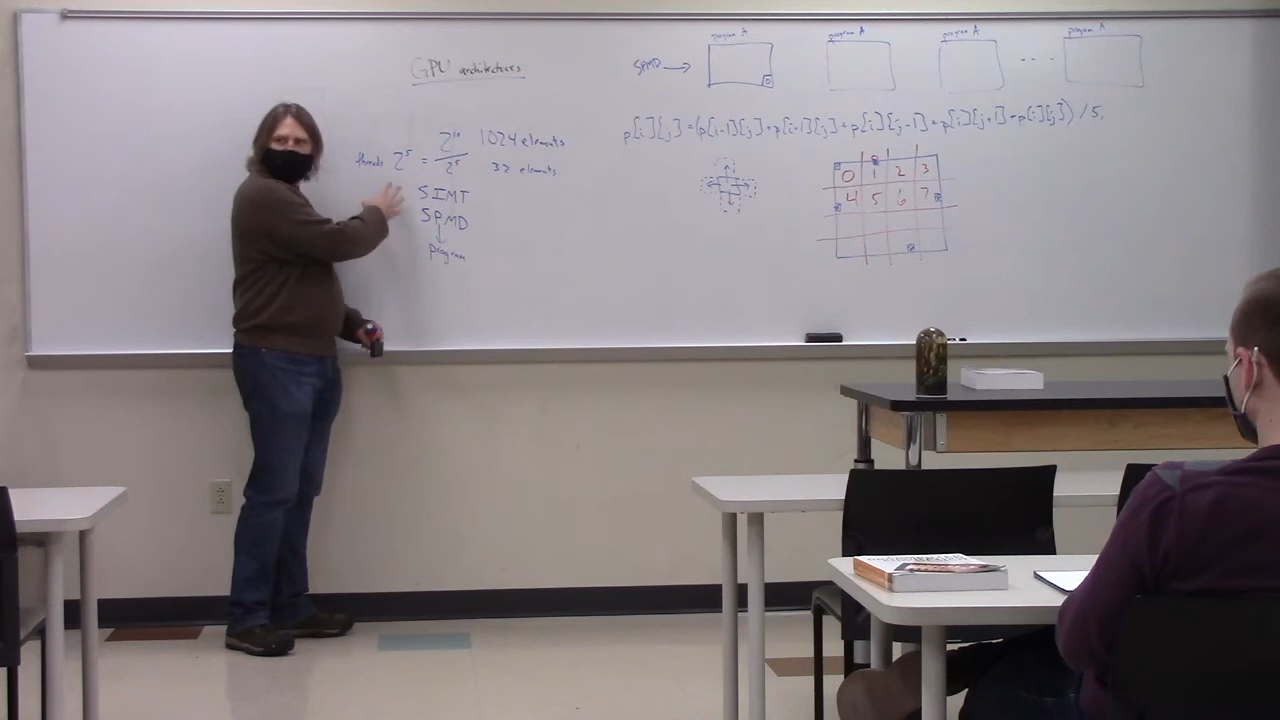 GPU architectures
threads 2^5 = 2^10 / 2^5
1024 elements
32 elements
SIMT
SPMD
↓
program
SPMD →
program A
program A
program A
...
program A
p[i][j] = (p[i-1][j] + p[i-1][j] + p[i][j-1] + p[i][j+1] + p[i][j]) / 5;
0 1 2 3
4 5 6 7